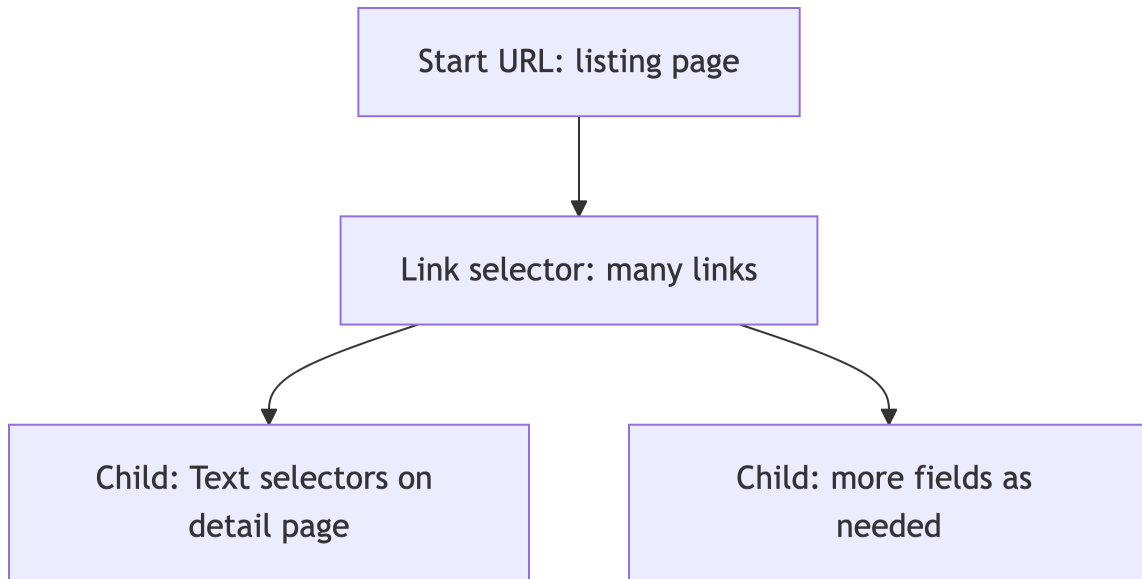 Start URL: listing page
Link selector: many links
Child: Text selectors on
detail page
Child: more fields as
needed